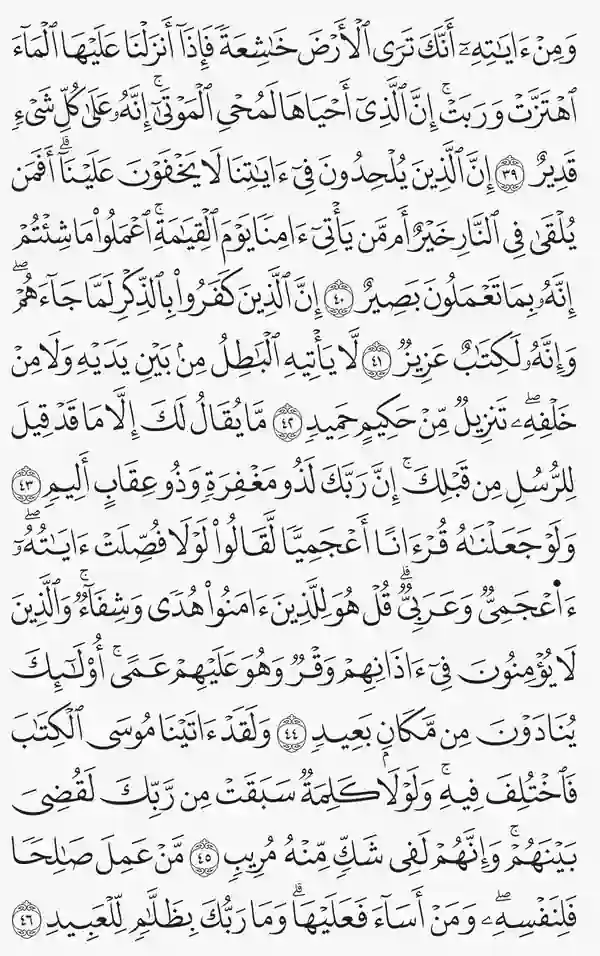 وَمِنْ ءَايَٰتِهِۦٓ أَنَّكَ تَرَى ٱلْأَرْضَ خَٰشِعَةً فَإِذَآ أَنزَلْنَا عَلَيْهَا ٱلْمَآءَ
ٱهْتَزَّتْ وَرَبَتْ ۚ إِنَّ ٱلَّذِىٓ أَحْيَاهَا لَمُحْىِ ٱلْمَوْتَىٰٓ ۚ إِنَّهُۥ عَلَىٰ كُلِّ شَىْءٍ
قَدِيرٌ ٣٩ إِنَّ ٱلَّذِينَ يُلْحِدُونَ فِىٓ ءَايَٰتِنَا لَا يَخْفَوْنَ عَلَيْنَآ ۗ أَفَمَن
يُلْقَىٰ فِى ٱلنَّارِ خَيْرٌ أَم مَّن يَأْتِىٓ ءَامِنًا يَوْمَ ٱلْقِيَٰمَةِ ۚ ٱعْمَلُوا۟ مَا شِئْتُمْ
إِنَّهُۥ بِمَا تَعْمَلُونَ بَصِيرٌ ٤٠ إِنَّ ٱلَّذِينَ كَفَرُوا۟ بِٱلذِّكْرِ لَمَّا جَآءَهُمْ ۖ
وَإِنَّهُۥ لَكِتَٰبٌ عَزِيزٌ ٤١ لَّا يَأْتِيهِ ٱلْبَٰطِلُ مِنۢ بَيْنِ يَدَيْهِ وَلَا مِنْ
خَلْفِهِۦ ۖ تَنزِيلٌ مِّنْ حَكِيمٍ حَمِيدٍ ٤٢ مَّا يُقَالُ لَكَ إِلَّا مَا قَدْ قِيلَ
لِلرُّسُلِ مِن قَبْلِكَ ۚ إِنَّ رَبَّكَ لَذُو مَغْفِرَةٍ وَذُو عِقَابٍ أَلِيمٍ ٤٣
وَلَوْ جَعَلْنَٰهُ قُرْءَانًا أَعْجَمِيًّا لَّقَالُوا۟ لَوْلَا فُصِّلَتْ ءَايَٰتُهُۥٓ ۖ
ءَا۬عْجَمِىٌّ وَعَرَبِىٌّ ۗ قُلْ هُوَ لِلَّذِينَ ءَامَنُوا۟ هُدًى وَشِفَآءٌ ۖ وَٱلَّذِينَ
لَا يُؤْمِنُونَ فِىٓ ءَاذَانِهِمْ وَقْرٌ وَهُوَ عَلَيْهِمْ عَمًى ۚ أُو۟لَٰٓئِكَ
يُنَادَوْنَ مِن مَّكَانٍۭ بَعِيدٍ ٤٤ وَلَقَدْ ءَاتَيْنَا مُوسَى ٱلْكِتَٰبَ
فَٱخْتُلِفَ فِيهِ ۗ وَلَوْلَا كَلِمَةٌ سَبَقَتْ مِن رَّبِّكَ لَقُضِىَ
بَيْنَهُمْ ۚ وَإِنَّهُمْ لَفِى شَكٍّ مِّنْهُ مُرِيبٍ ٤٥ مَّنْ عَمِلَ صَٰلِحًا
فَلِنَفْسِهِۦ ۖ وَمَنْ أَسَآءَ فَعَلَيْهَا ۗ وَمَا رَبُّكَ بِظَلَّٰمٍ لِّلْعَبِيدِ ٤٦